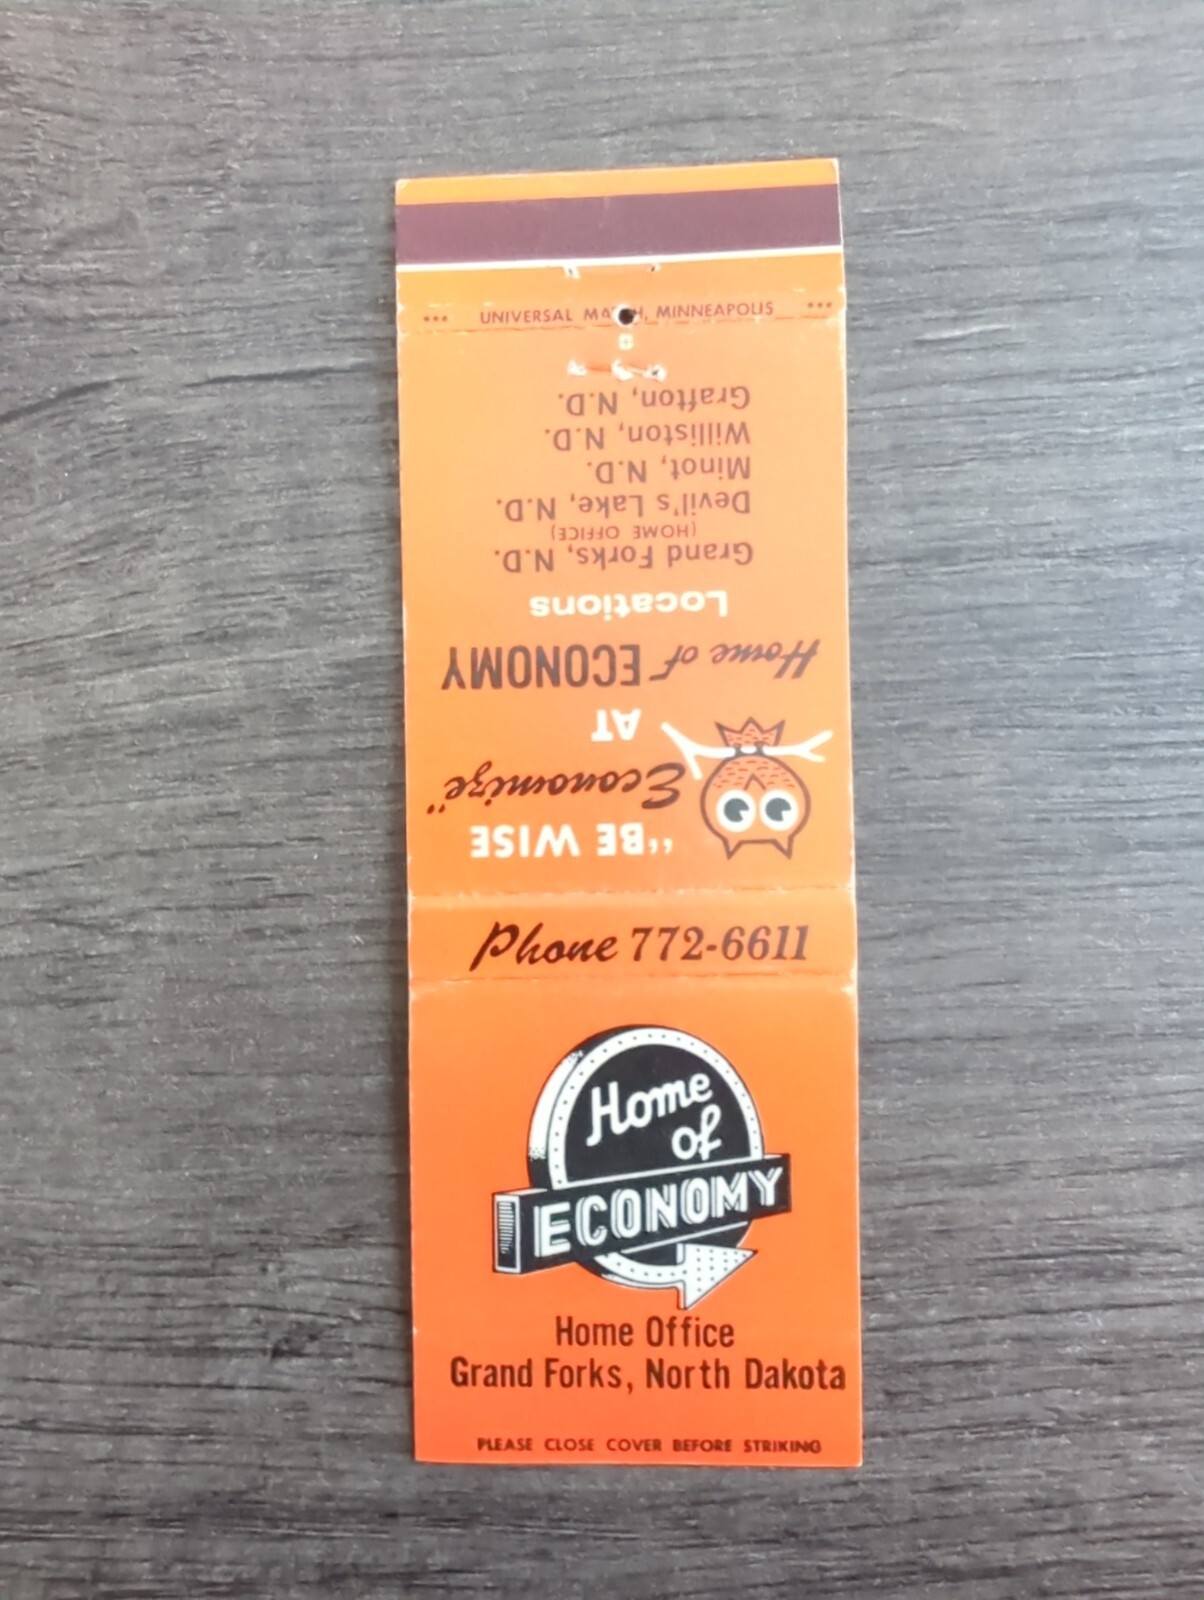 *** UNIVERSAL MATCH, MINNEAPOLIS ***
"BE WISE
Economize"
AT
Home of ECONOMY
Locations
Grand Forks, N.D.
(HOME OFFICE)
Devil's Lake, N.D.
Minot, N.D.
Williston, N.D.
Grafton, N.D.
Phone 772-6611
Home
of
ECONOMY
Home Office
Grand Forks, North Dakota
PLEASE CLOSE COVER BEFORE STRIKING